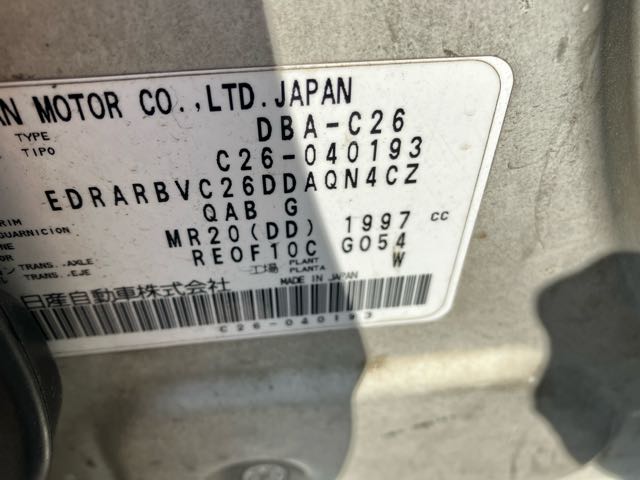 AN MOTOR CO.,LTD.JAPAN
TYPE DBA-C26
TIPO C26-040193
EDRARBVC26DDAQN4CZ
RIM QAB G
GUARNICION
MR20(DD) 1997 cc
OR REOF10C G054
TRANS. AXLE 工場 PLANT W
TRANS. EJE PLANTA
日産自動車株式会社 MADE IN JAPAN
C26-040193